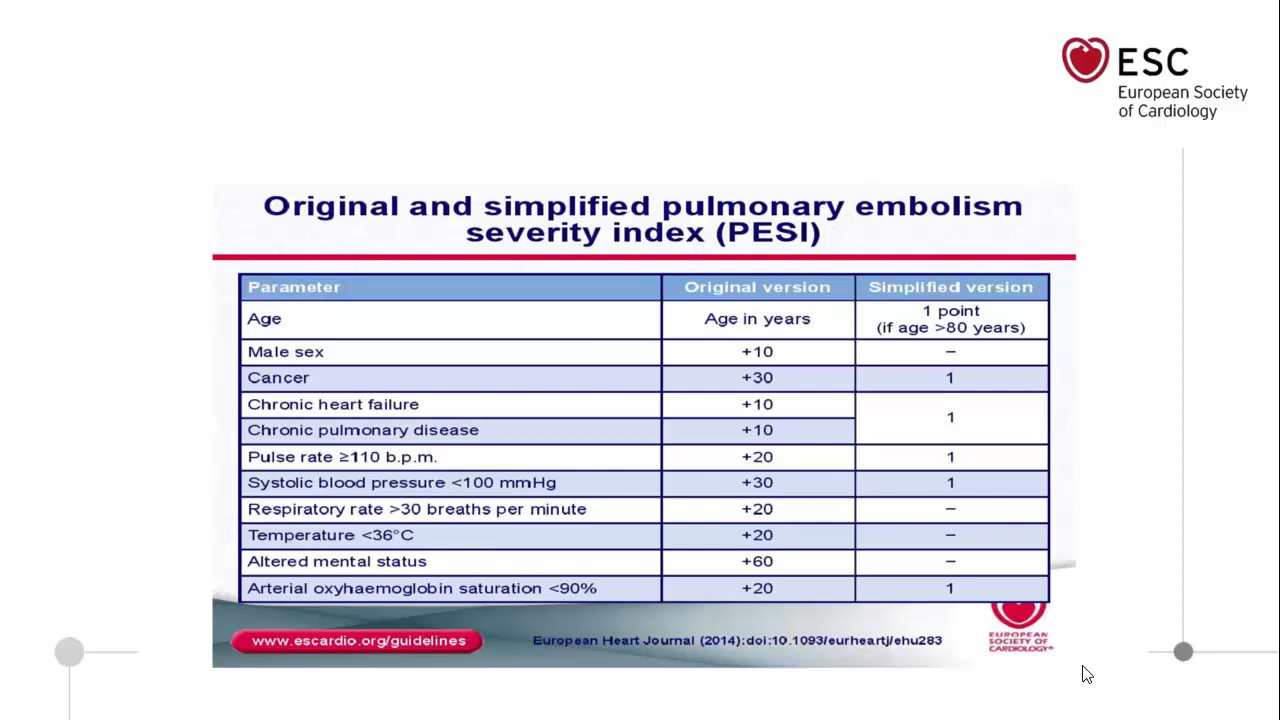 ESC
European Society
of Cardiology
Original and simplified pulmonary embolism
severity index (PESI)
Parameter Original version Simplified version
Age Age in years 1 point
(if age >80 years)
Male sex +10 –
Cancer +30 1
Chronic heart failure +10 1
Chronic pulmonary disease +10
Pulse rate ≥110 b.p.m. +20 1
Systolic blood pressure <100 mmHg +30 1
Respiratory rate >30 breaths per minute +20 –
Temperature <36°C +20 –
Altered mental status +60 –
Arterial oxyhaemoglobin saturation <90% +20 1
www.escardio.org/guidelines European Heart Journal (2014):doi:10.1093/eurheartj/ehu283
EUROPEAN
SOCIETY OF
CARDIOLOGY®